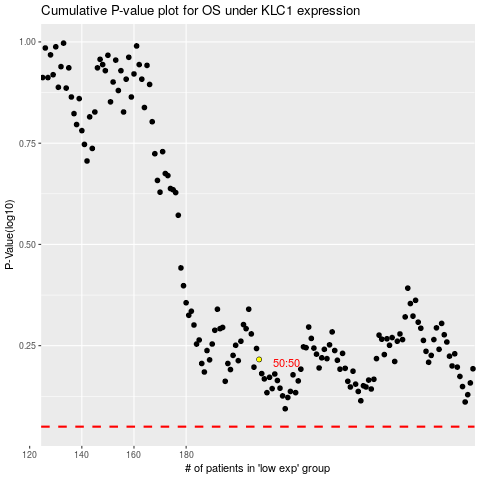 Cumulative P-value plot for OS under KLC1 expression
P-Value(log10)
1.00
0.75
0.50
0.25
50:50
120 140 160 180
# of patients in 'low exp' group